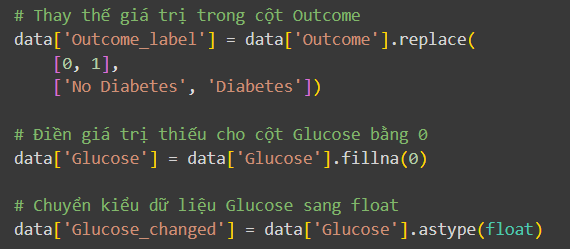 # Thay thế giá trị trong cột Outcome
data['Outcome_label'] = data['Outcome'].replace(
    [0, 1],
    ['No Diabetes', 'Diabetes'])

# Điền giá trị thiếu cho cột Glucose bằng 0
data['Glucose'] = data['Glucose'].fillna(0)

# Chuyển kiểu dữ liệu Glucose sang float
data['Glucose_changed'] = data['Glucose'].astype(float)